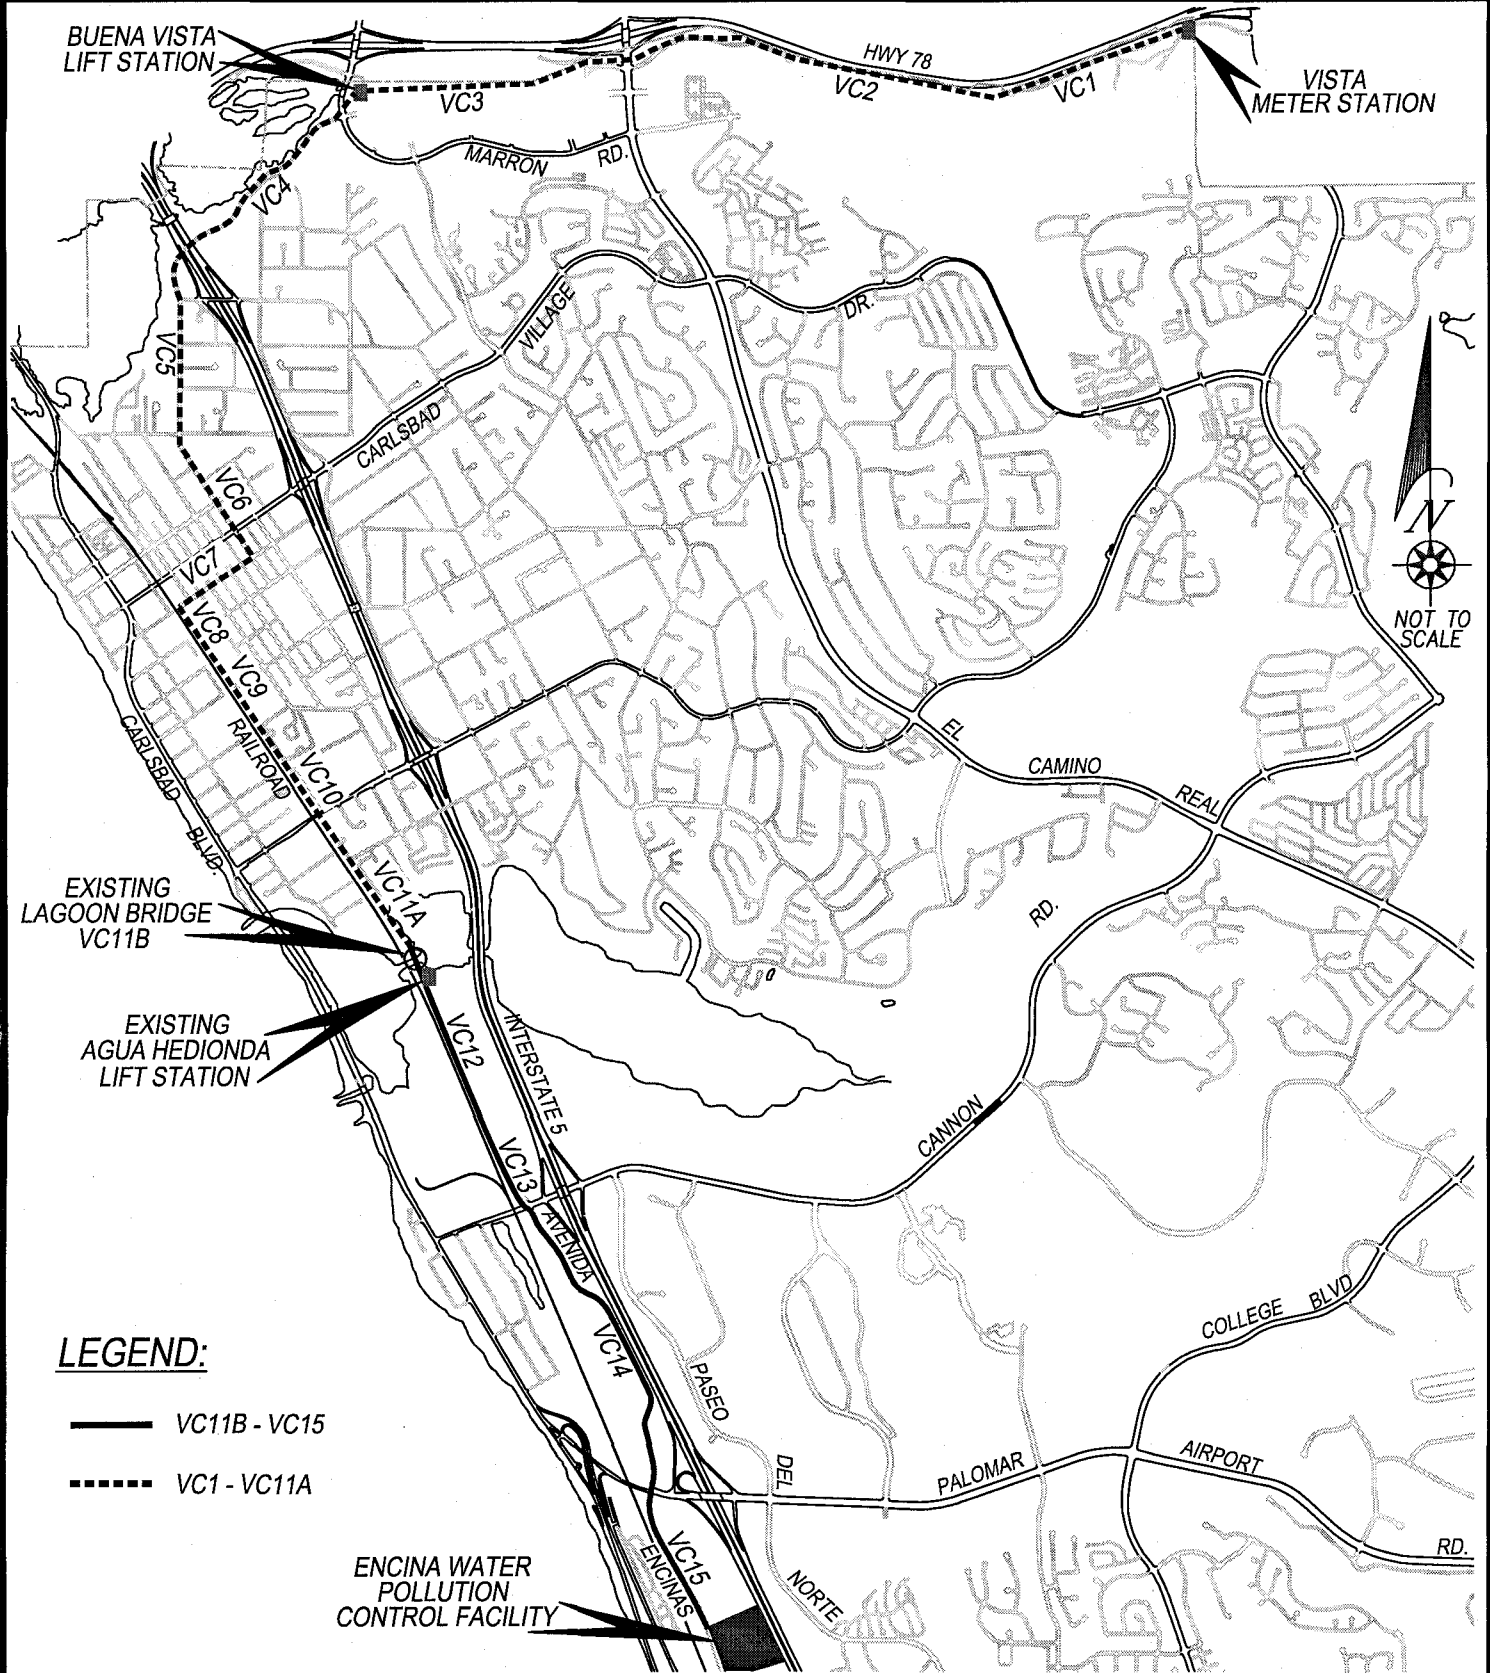 BUENA VISTA
LIFT STATION
HWY 78
VISTA
METER STATION
VC3
VC2
VC1
MARRON
RD.
VC4
VC5
VILLAGE
DR.
CARLSBAD
VC6
VC7
N
NOT TO
SCALE
VC8
VC9
CARLSBAD
BLVD.
RAILROAD
VC10
EL
CAMINO
REAL
EXISTING
LAGOON BRIDGE
VC11B
VC11A
RD.
EXISTING
AGUA HEDIONDA
LIFT STATION
VC12
INTERSTATE 5
CANNON
VC13
AVENIDA
COLLEGE
BLVD
VC14
LEGEND:
VC11B - VC15
VC1 - VC11A
PASEO
DEL
PALOMAR
AIRPORT
RD.
ENCINAS
VC15
NORTE
ENCINA WATER
POLLUTION
CONTROL FACILITY